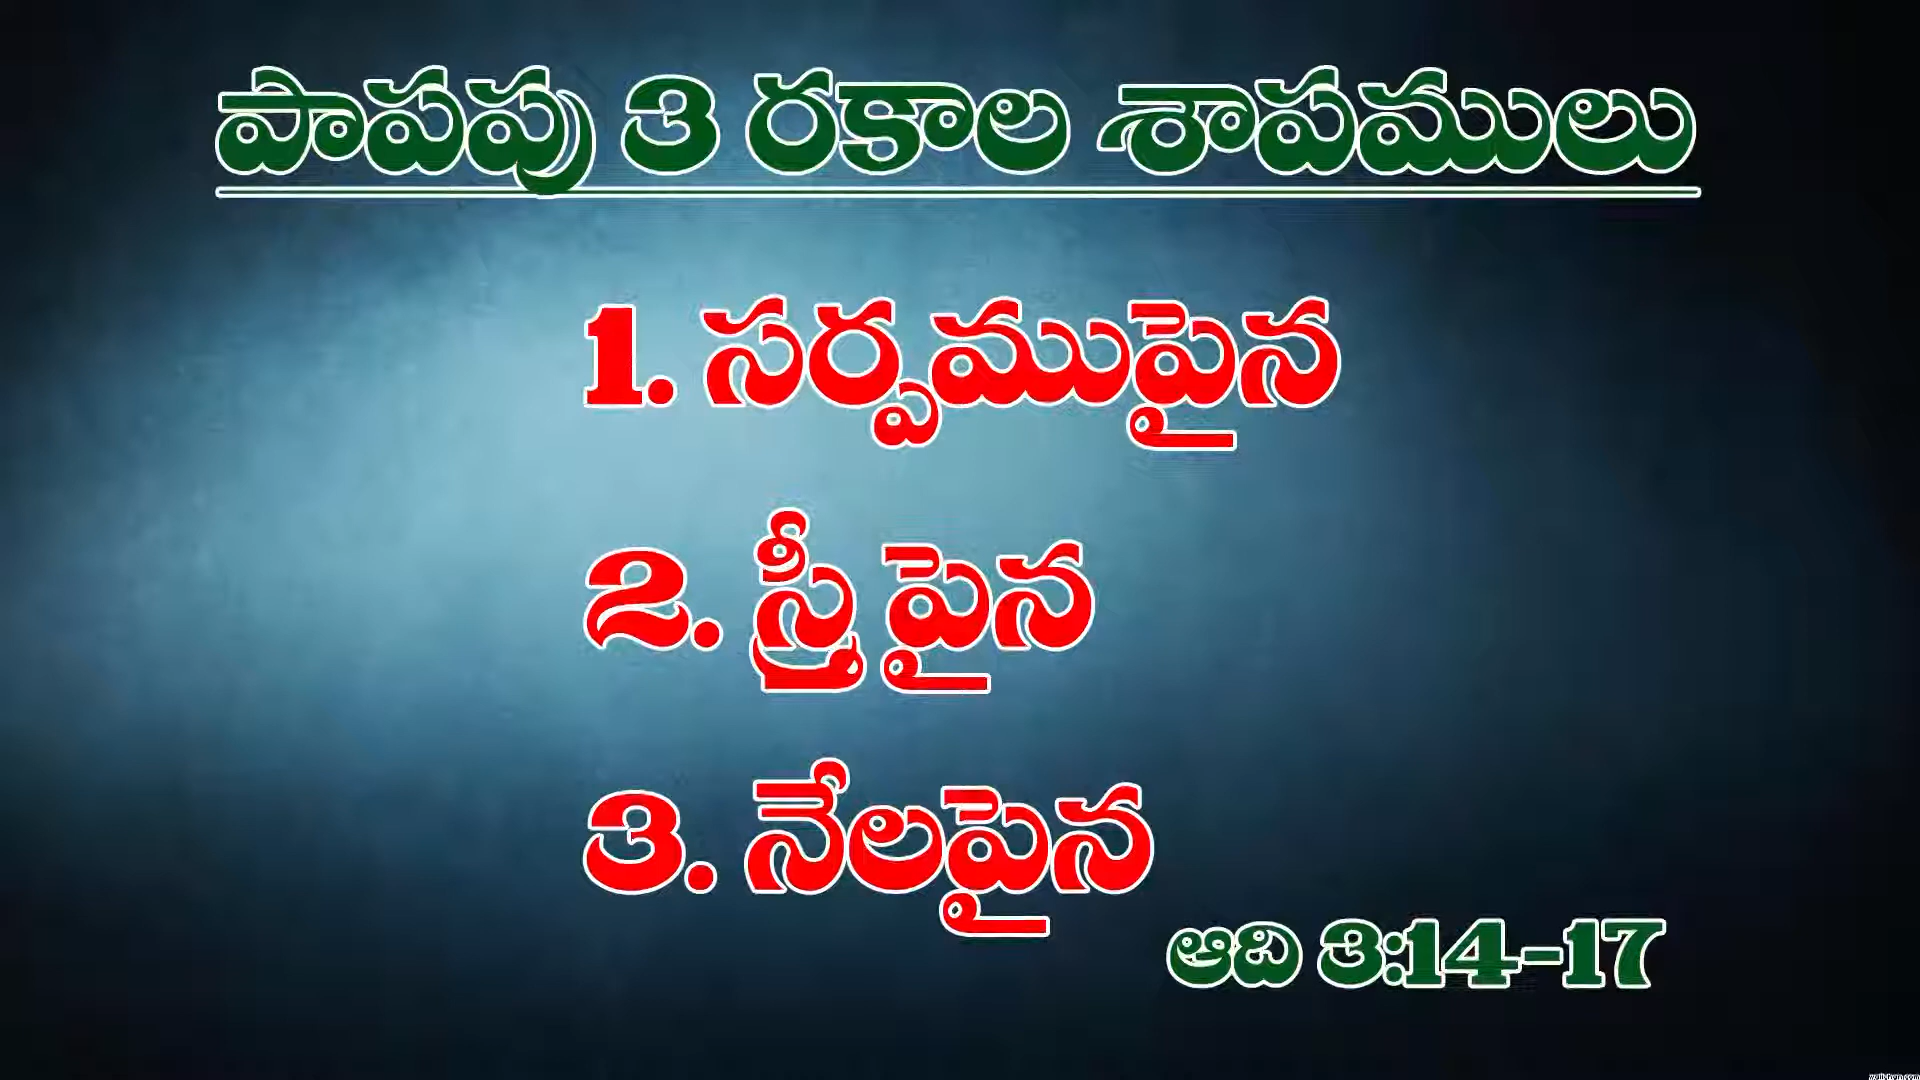 పాపపు 3 రకాల శాపములు
1. సర్పముపైన
2. స్త్రీ పైన
3. నేలపైన
ఆది 3:14-17